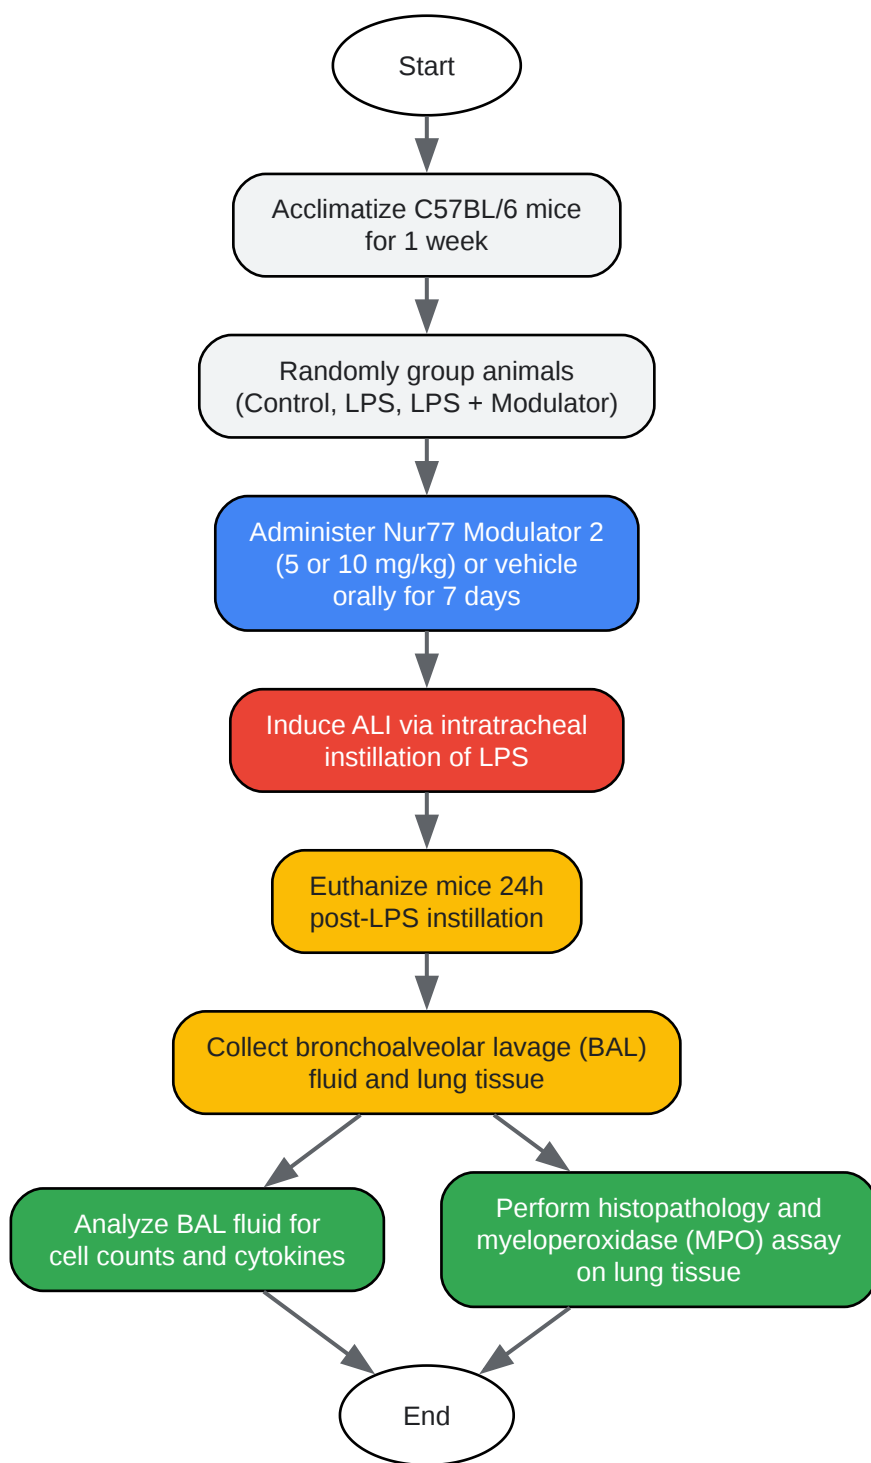 Start
Acclimatize C57BL/6 mice
for 1 week
Randomly group animals
(Control, LPS, LPS + Modulator)
Administer Nur77 Modulator 2
(5 or 10 mg/kg) or vehicle
orally for 7 days
Induce ALI via intratracheal
instillation of LPS
Euthanize mice 24h
post-LPS instillation
Collect bronchoalveolar lavage (BAL)
fluid and lung tissue
Analyze BAL fluid for
cell counts and cytokines
Perform histopathology and
myeloperoxidase (MPO) assay
on lung tissue
End